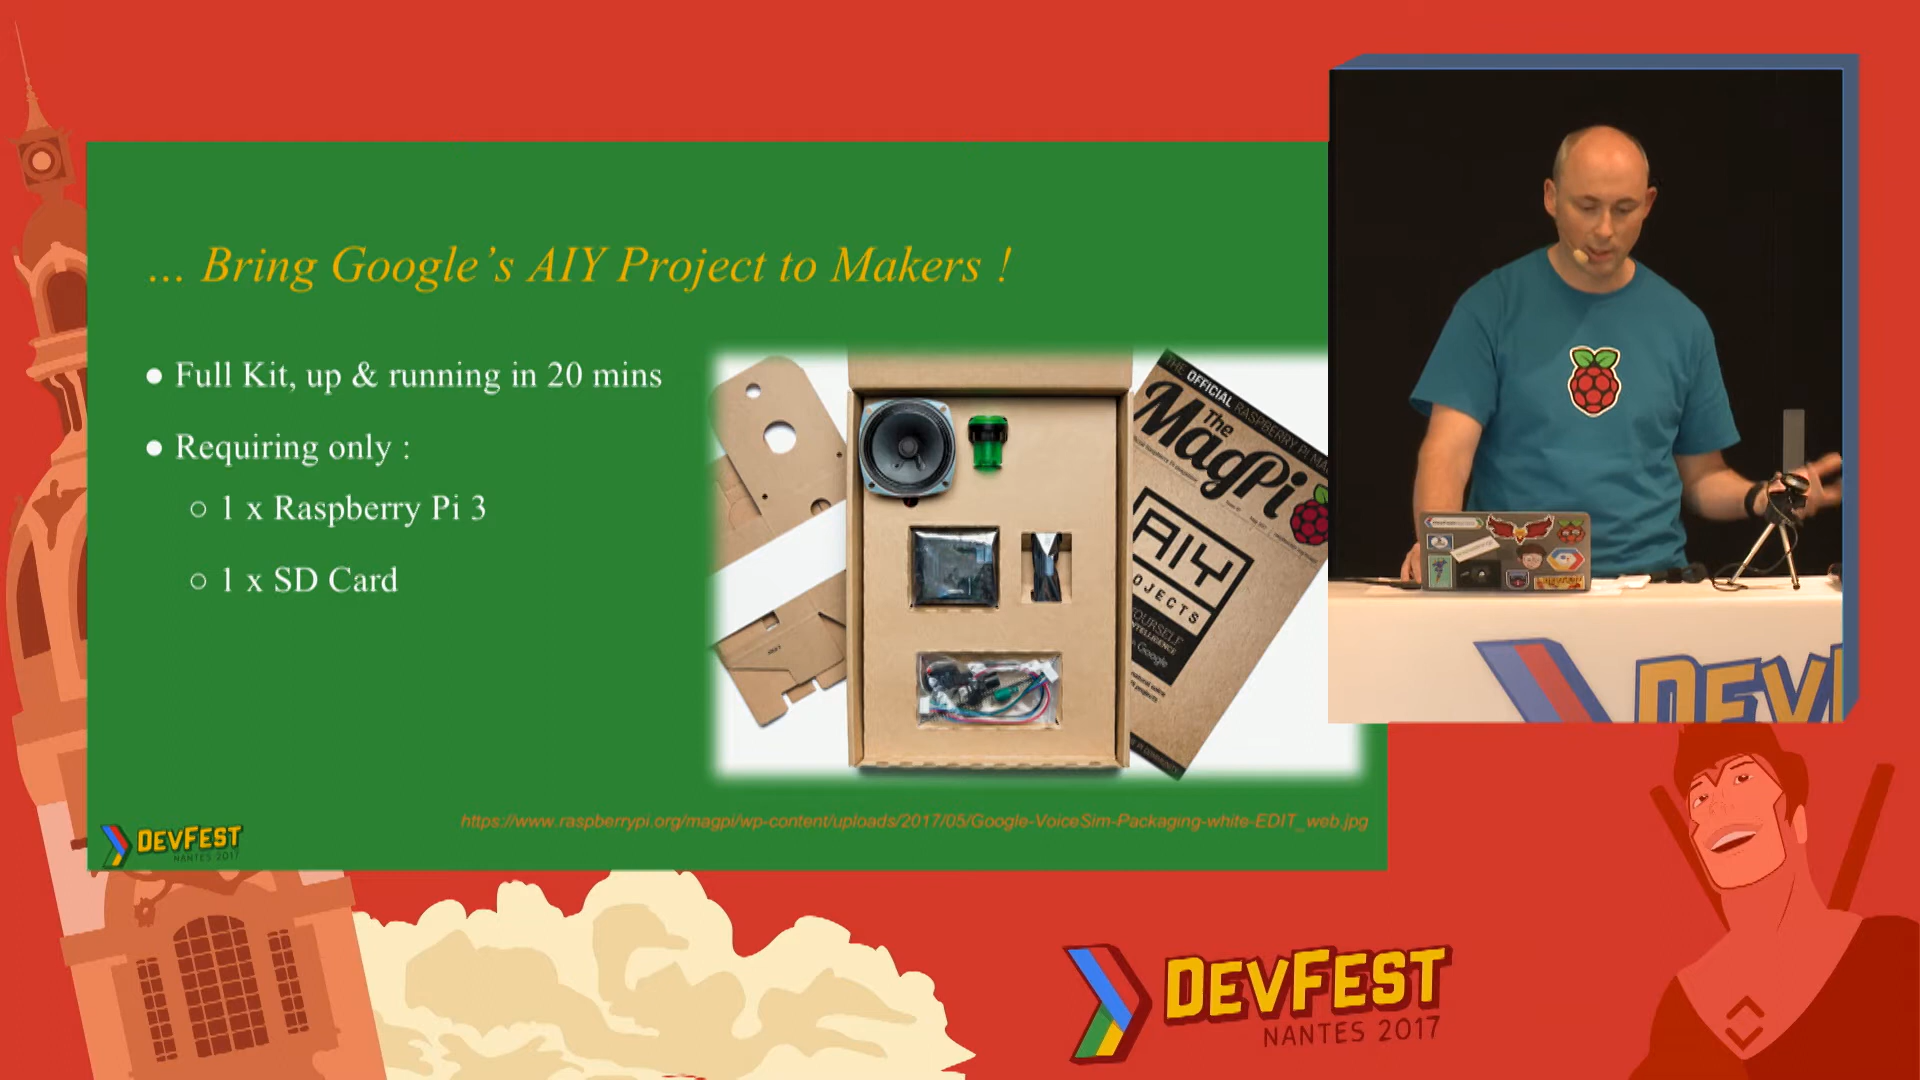 ... Bring Google's AIY Project to Makers !
● Full Kit, up & running in 20 mins
● Requiring only :
○ 1 x Raspberry Pi 3
○ 1 x SD Card
THE OFFICIAL RASPBERRY PI MA
The
MagPi
AIY
OJECTS
YOURSELF
INTELLIGENCE
Google
https://www.raspberrypi.org/magpi/wp-content/uploads/2017/05/Google-VoiceSim-Packaging-white-EDIT_web.jpg
DEVFEST
NANTES 2017
DEV
DEVFEST
NANTES 2017